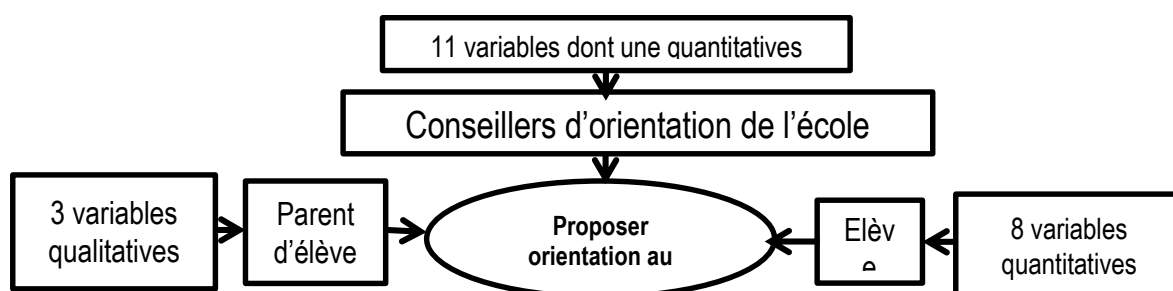 11 variables dont une quantitatives
Conseillers d'orientation de l'école
3 variables
qualitatives
Parent
d'élève
Proposer
orientation au
Elèv
e
8 variables
quantitatives